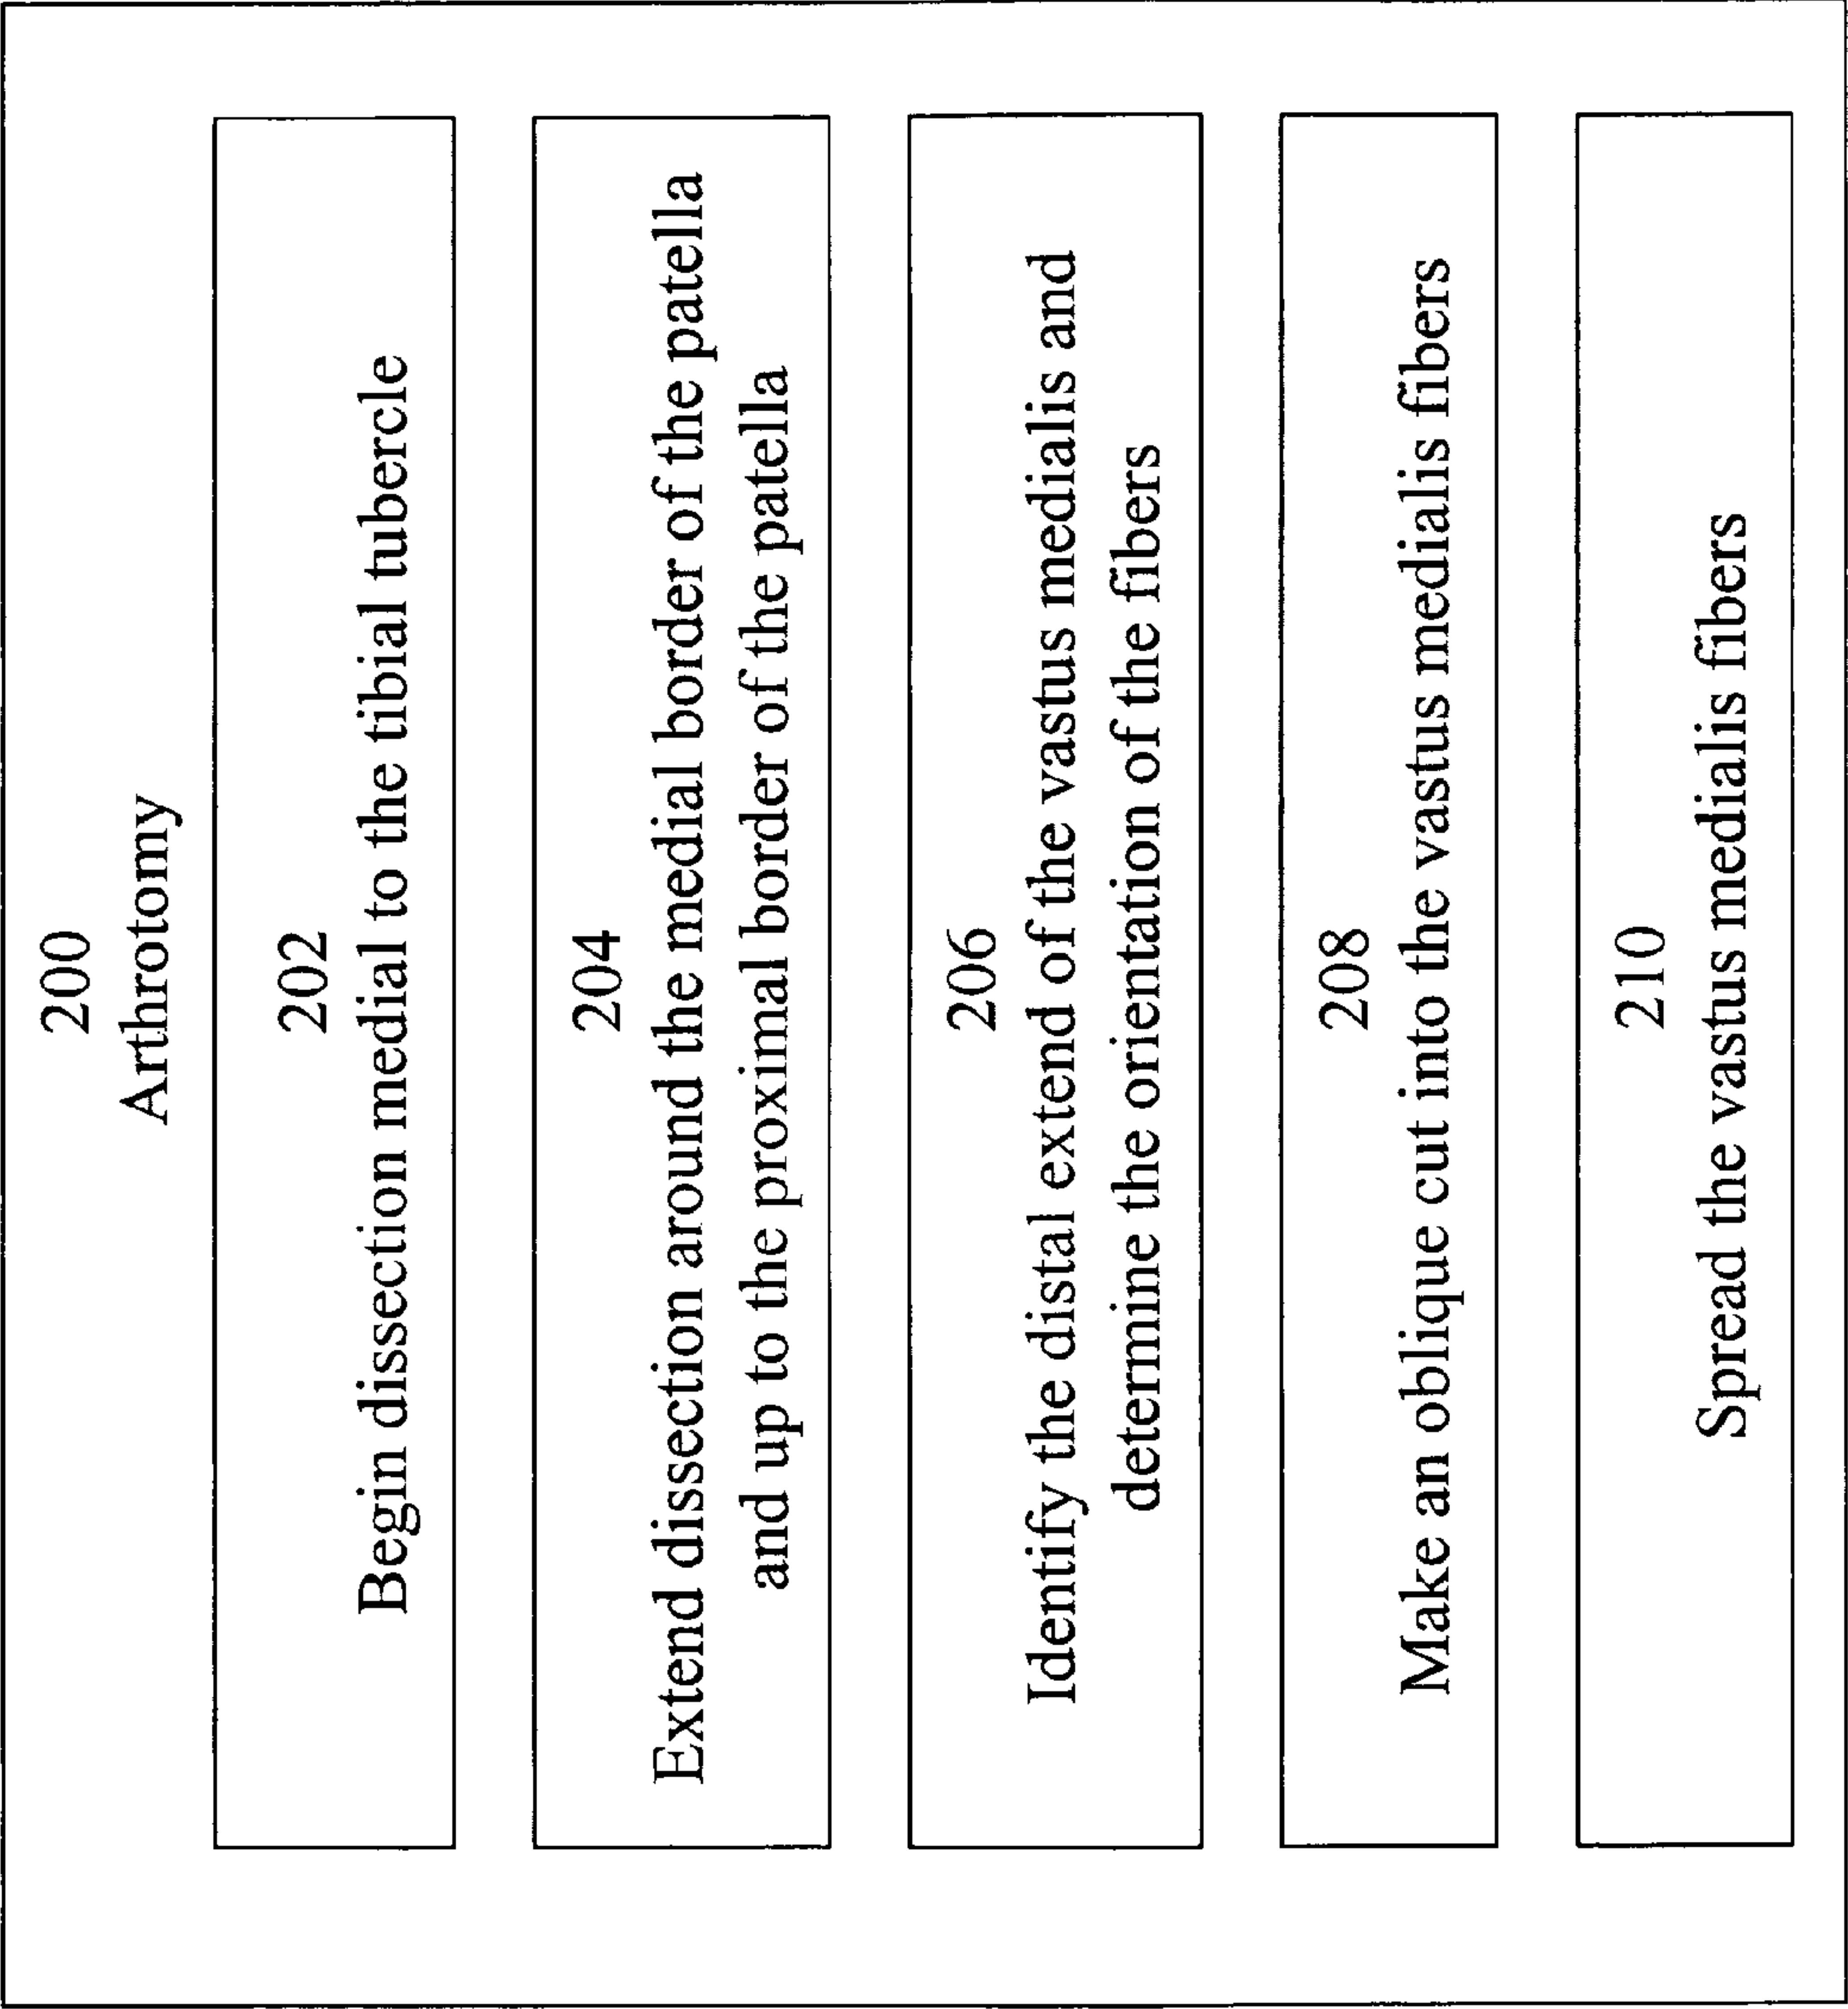 200
Arthrotomy
202
Begin dissection medial to the tibial tubercle
204
Extend dissection around the medial border of the patella
and up to the proximal border of the patella
206
Identify the distal extend of the vastus medialis and
determine the orientation of the fibers
208
Make an oblique cut into the vastus medialis fibers
210
Spread the vastus medialis fibers